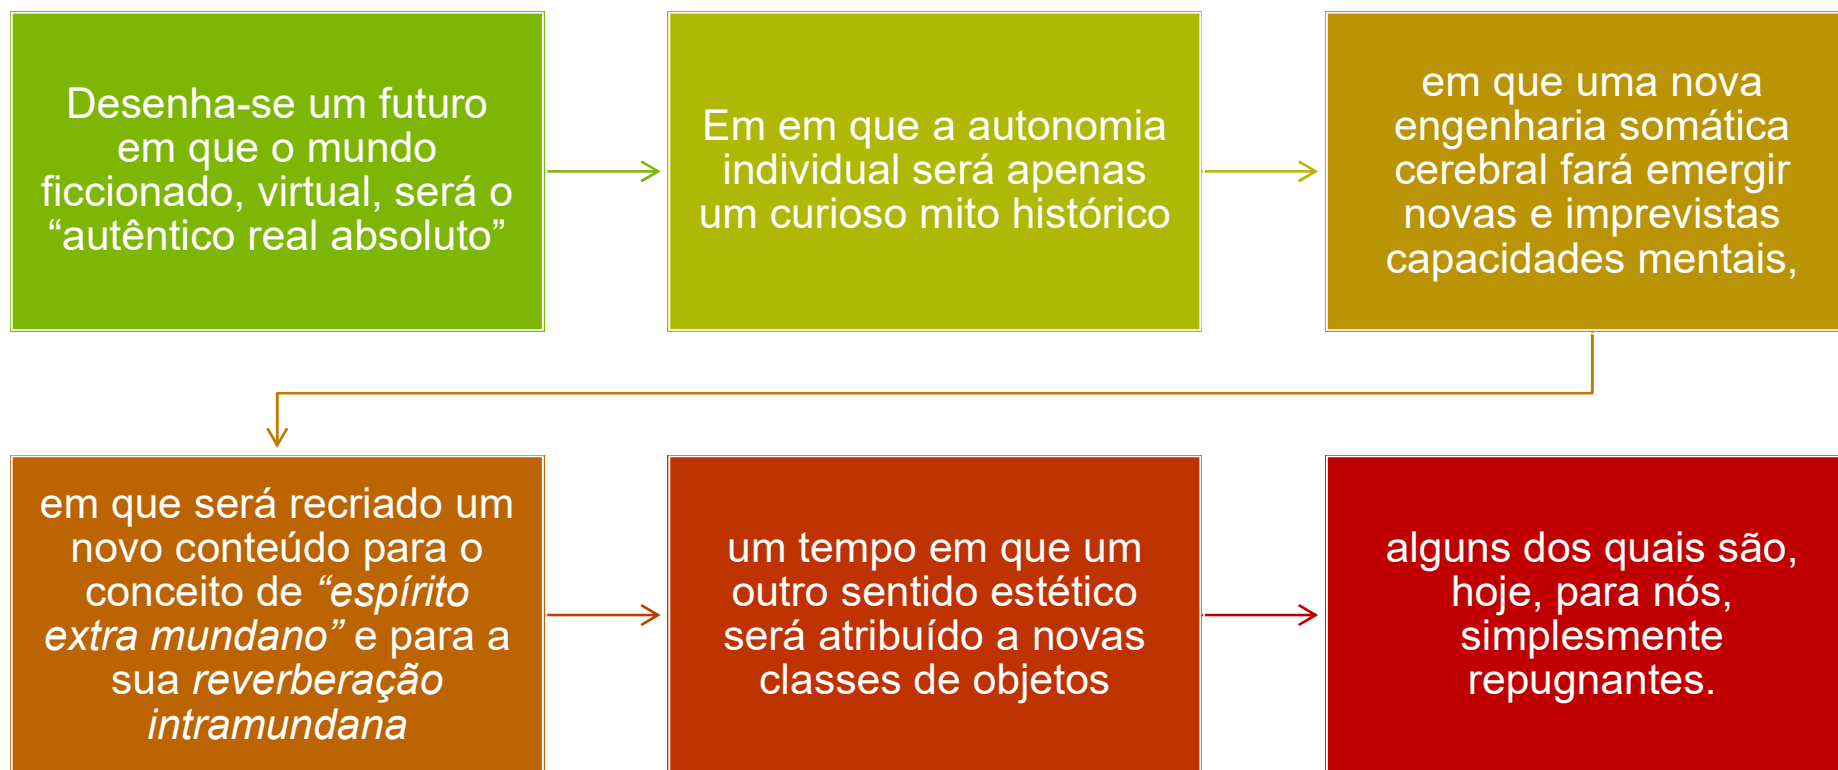 Desenha-se um futuro
em que o mundo
ficcionado, virtual, será o
“autêntico real absoluto”
Em em que a autonomia
individual será apenas
um curioso mito histórico
em que uma nova
engenharia somática
cerebral fará emergir
novas e imprevistas
capacidades mentais,
em que será recriado um
novo conteúdo para o
conceito de “espírito
extra mundano” e para a
sua reverberação
intramundana
um tempo em que um
outro sentido estético
será atribuído a novas
classes de objetos
alguns dos quais são,
hoje, para nós,
simplesmente
repugnantes.